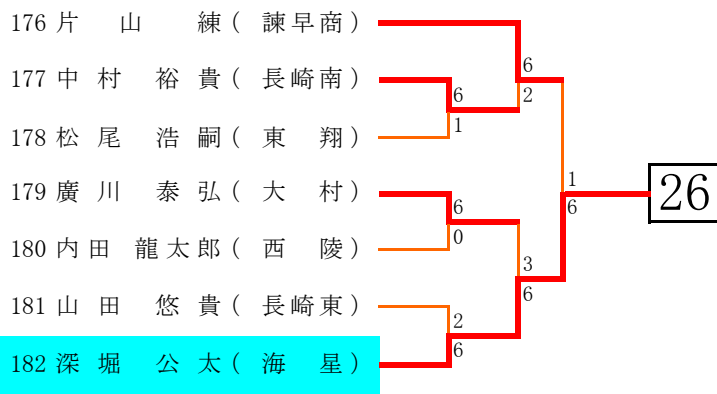 176 片山 練 ( 諫早商 )
6
177 中村 裕貴 ( 長崎南 )
6
2
1
178 松尾 浩嗣 ( 東 翔 )
1
179 廣川 泰弘 ( 大 村 )
26
6
6
0
180 内田 龍太郎 ( 西 陵 )
3
181 山田 悠貴 ( 長崎東 )
6
2
182 深堀 公太 ( 海 星 )
6